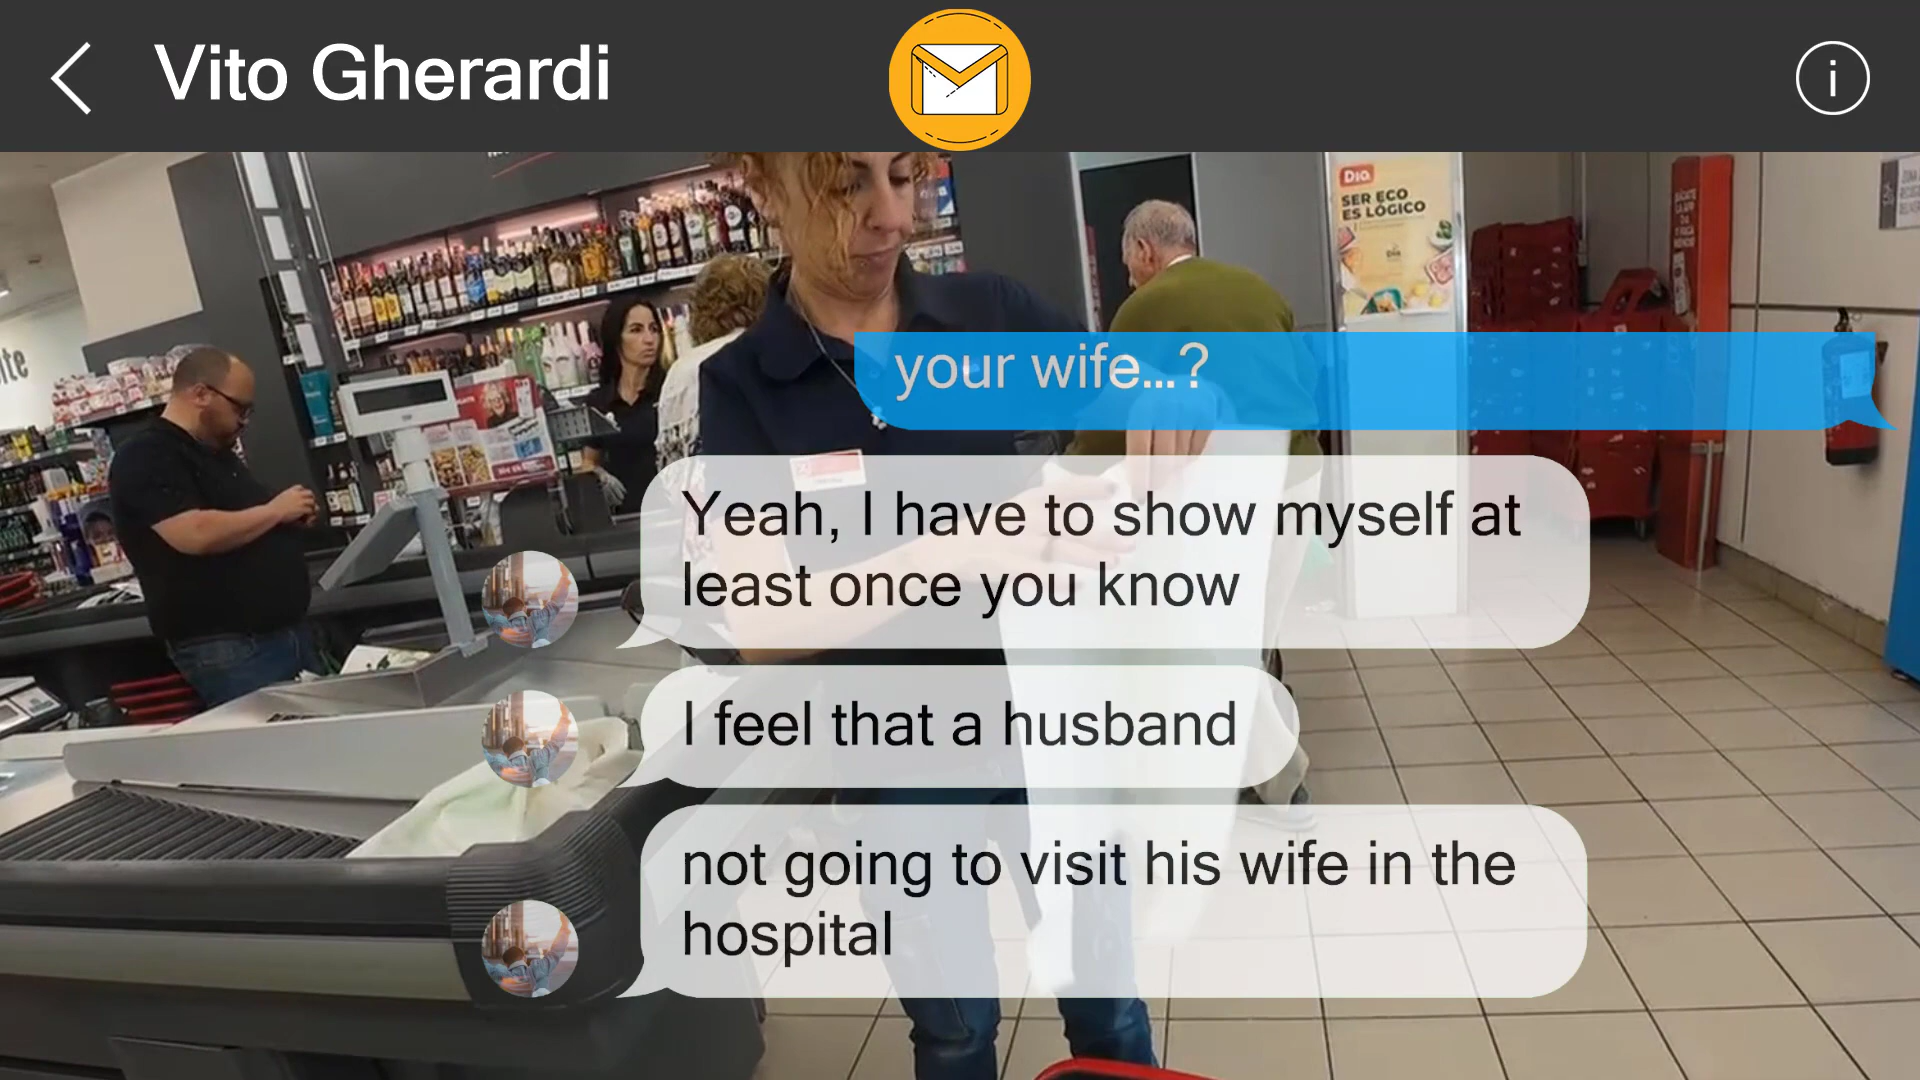 Vito Gherardi
i
Dia
SER ECO
ES LÓGICO
your wife...?
Yeah, I have to show myself at
least once you know
I feel that a husband
not going to visit his wife in the
hospital